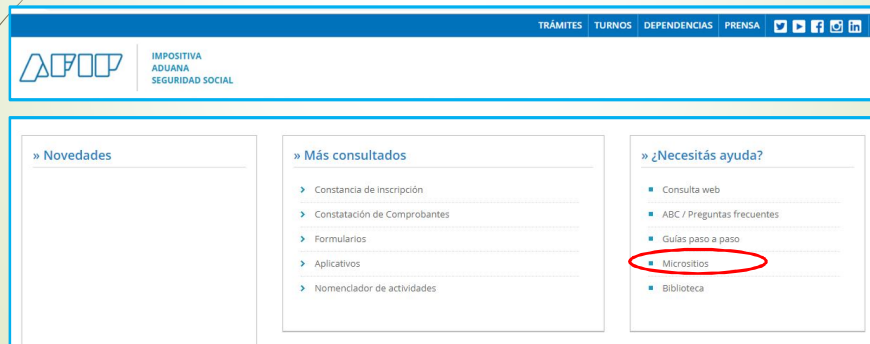 TRÁMITES TURNOS DEPENDENCIAS PRENSA
AFIP
IMPOSITIVA
ADUANA
SEGURIDAD SOCIAL
» Novedades
» Más consultados
Constancia de inscripción
Constatación de Comprobantes
Formularios
Aplicativos
Nomenclador de actividades
» ¿Necesitás ayuda?
Consulta web
ABC / Preguntas frecuentes
Guías paso a paso
Micrositios
Biblioteca